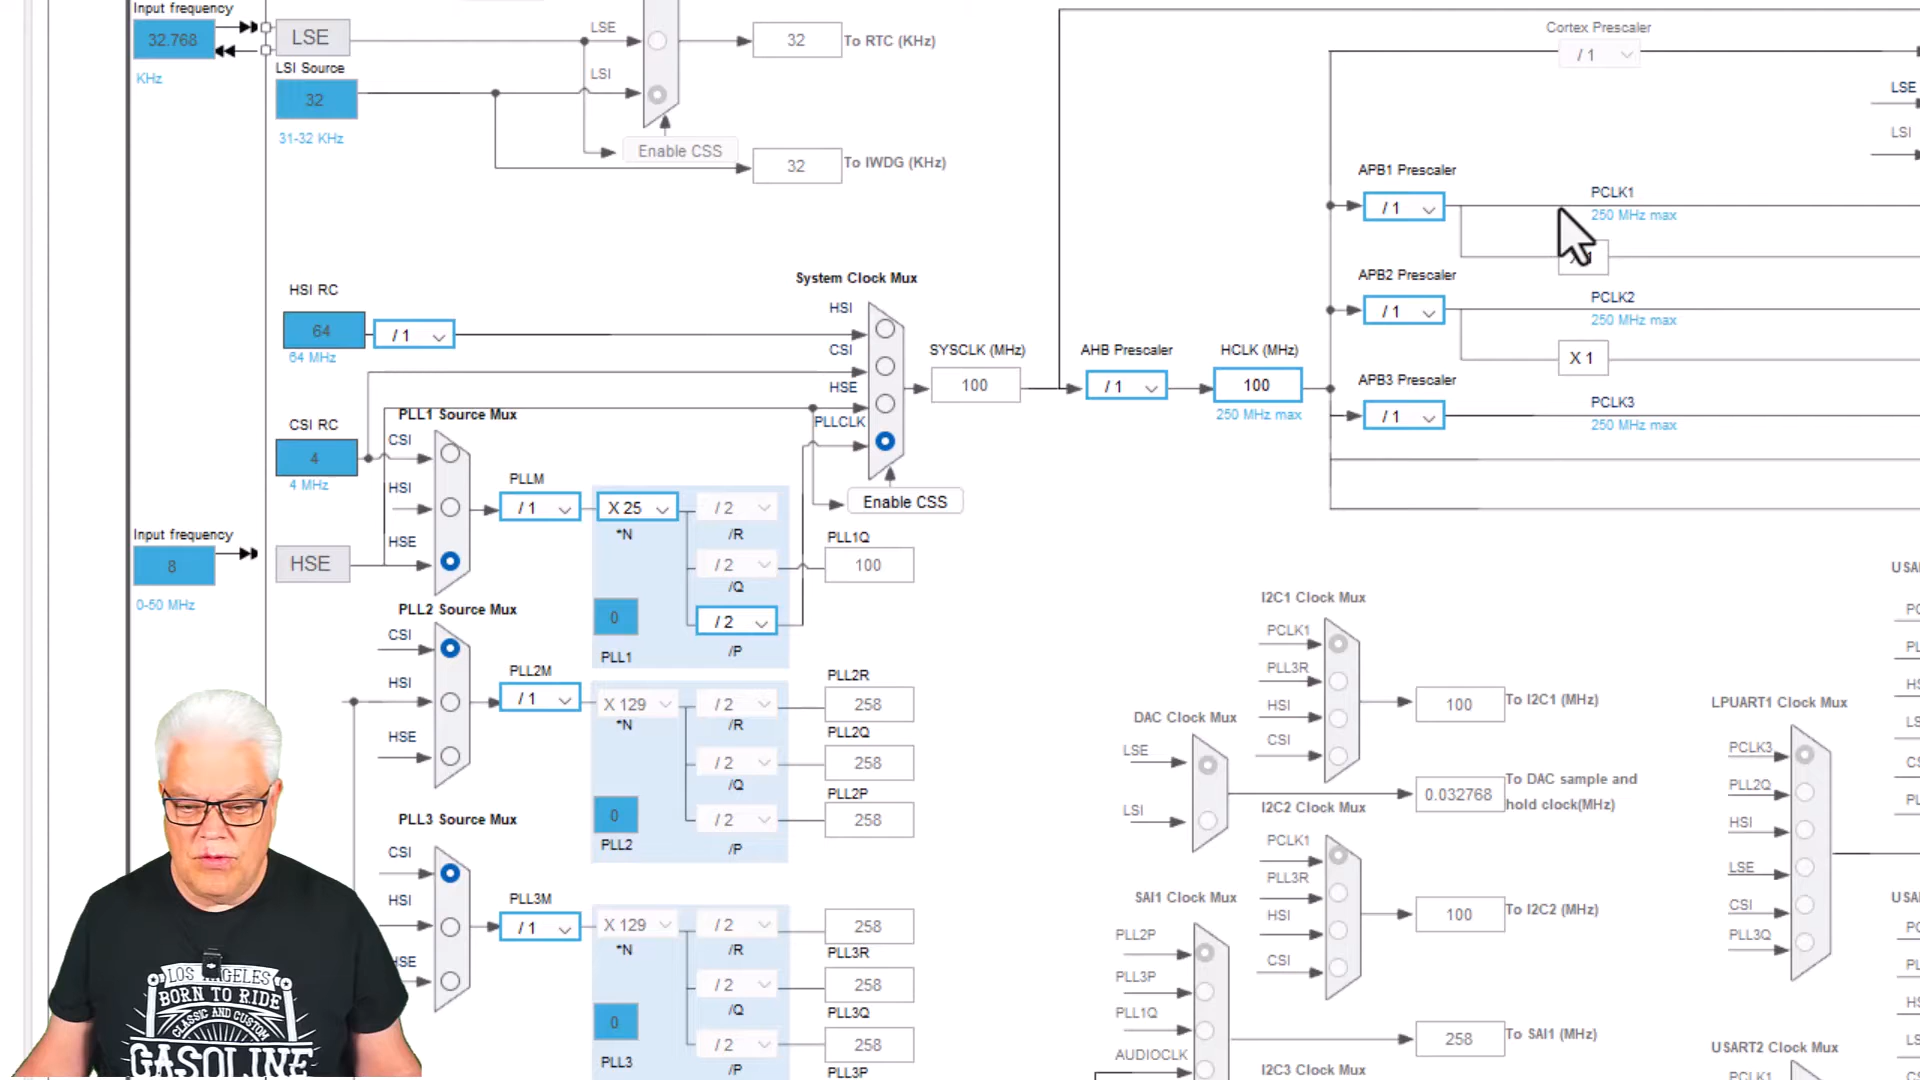 Input frequency
32.768
KHz
LSE
LSI Source
32
31-32 KHz
LSE
LSI
Enable CSS
32
To RTC (KHz)
32
To IWDG (KHz)
Cortex Prescaler
/ 1
LSE
LSI
APB1 Prescaler
/ 1
PCLK1
250 MHz max
APB2 Prescaler
/ 1
PCLK2
250 MHz max
X 1
APB3 Prescaler
/ 1
PCLK3
250 MHz max
HSI RC
64
64 MHz
/ 1
System Clock Mux
HSI
CSI
HSE
PLLCLK
Enable CSS
SYSCLK (MHz)
100
AHB Prescaler
/ 1
HCLK (MHz)
100
250 MHz max
CSI RC
4
4 MHz
PLL1 Source Mux
CSI
HSI
HSE
PLLM
/ 1
X 25
*N
/ 2
/R
/ 2
/Q
/ 2
/P
0
PLL1
PLL1Q
100
Input frequency
8
0-50 MHz
HSE
PLL2 Source Mux
CSI
HSI
HSE
PLL2M
/ 1
X 129
*N
/ 2
/R
/ 2
/Q
/ 2
/P
0
PLL2
PLL2R
258
PLL2Q
258
PLL2P
258
PLL3 Source Mux
CSI
HSI
HSE
PLL3M
/ 1
X 129
*N
/ 2
/R
/ 2
/Q
/ 2
/P
0
PLL3
258
PLL3R
258
PLL3Q
258
PLL3P
I2C1 Clock Mux
PCLK1
PLL3R
HSI
CSI
100
To I2C1 (MHz)
DAC Clock Mux
LSE
LSI
0.032768
To DAC sample and
hold clock(MHz)
I2C2 Clock Mux
PCLK1
PLL3R
HSI
CSI
100
To I2C2 (MHz)
SAI1 Clock Mux
PLL2P
PLL3P
PLL1Q
AUDIOCLK
258
To SAI1 (MHz)
I2C3 Clock Mux
LPUART1 Clock Mux
PCLK3
PLL2Q
HSI
LSE
CSI
PLL3Q
USART2 Clock Mux
PCLK1
LOS ANGELES
BORN TO RIDE
CLASSIC AND CUSTOM
GASOLINE